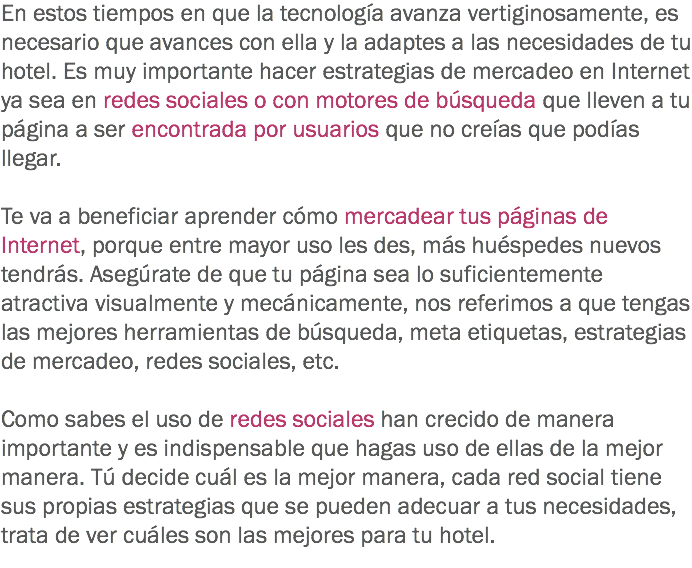 En estos tiempos en que la tecnología avanza vertiginosamente, es
necesario que avances con ella y la adaptes a las necesidades de tu
hotel. Es muy importante hacer estrategias de mercadeo en Internet
ya sea en redes sociales o con motores de búsqueda que lleven a tu
página a ser encontrada por usuarios que no creías que podías
llegar.

Te va a beneficiar aprender cómo mercadear tus páginas de
Internet, porque entre mayor uso les des, más huéspedes nuevos
tendrás. Asegúrate de que tu página sea lo suficientemente
atractiva visualmente y mecánicamente, nos referimos a que tengas
las mejores herramientas de búsqueda, meta etiquetas, estrategias
de mercadeo, redes sociales, etc.

Como sabes el uso de redes sociales han crecido de manera
importante y es indispensable que hagas uso de ellas de la mejor
manera. Tú decide cuál es la mejor manera, cada red social tiene
sus propias estrategias que se pueden adecuar a tus necesidades,
trata de ver cuáles son las mejores para tu hotel.